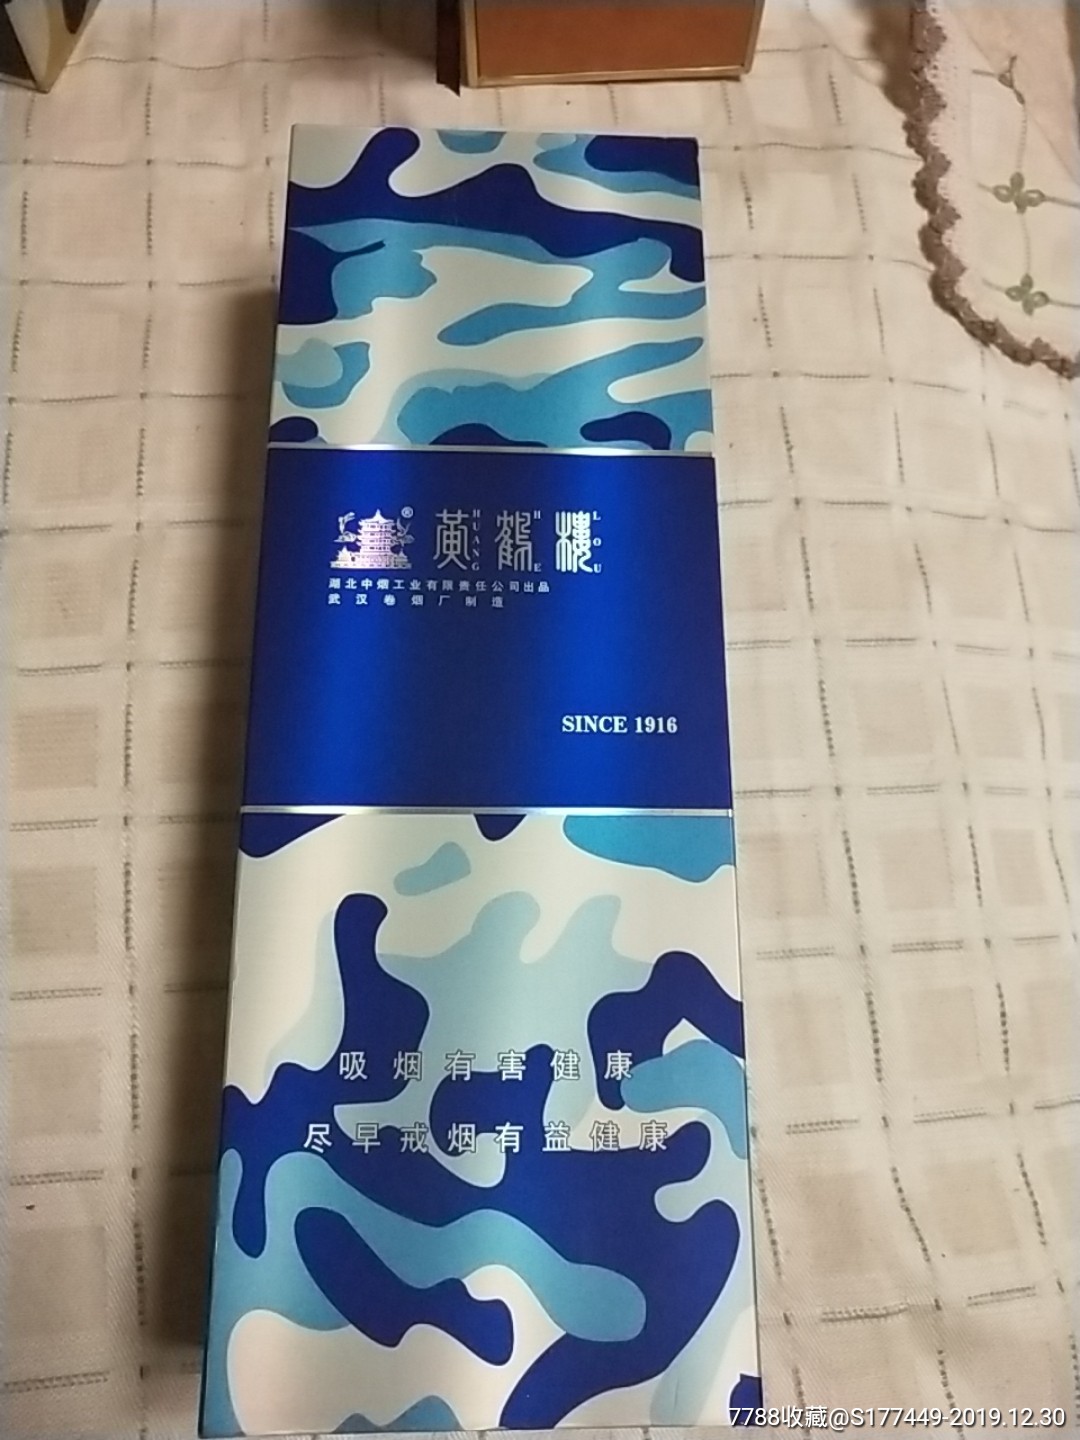 黄鹤楼
HUANG HE LOU
®
湖北中烟工业有限责任公司出品
武汉卷烟厂制造
SINCE 1916
吸烟有害健康
尽早戒烟有益健康
7788收藏@S177449-2019.12.30